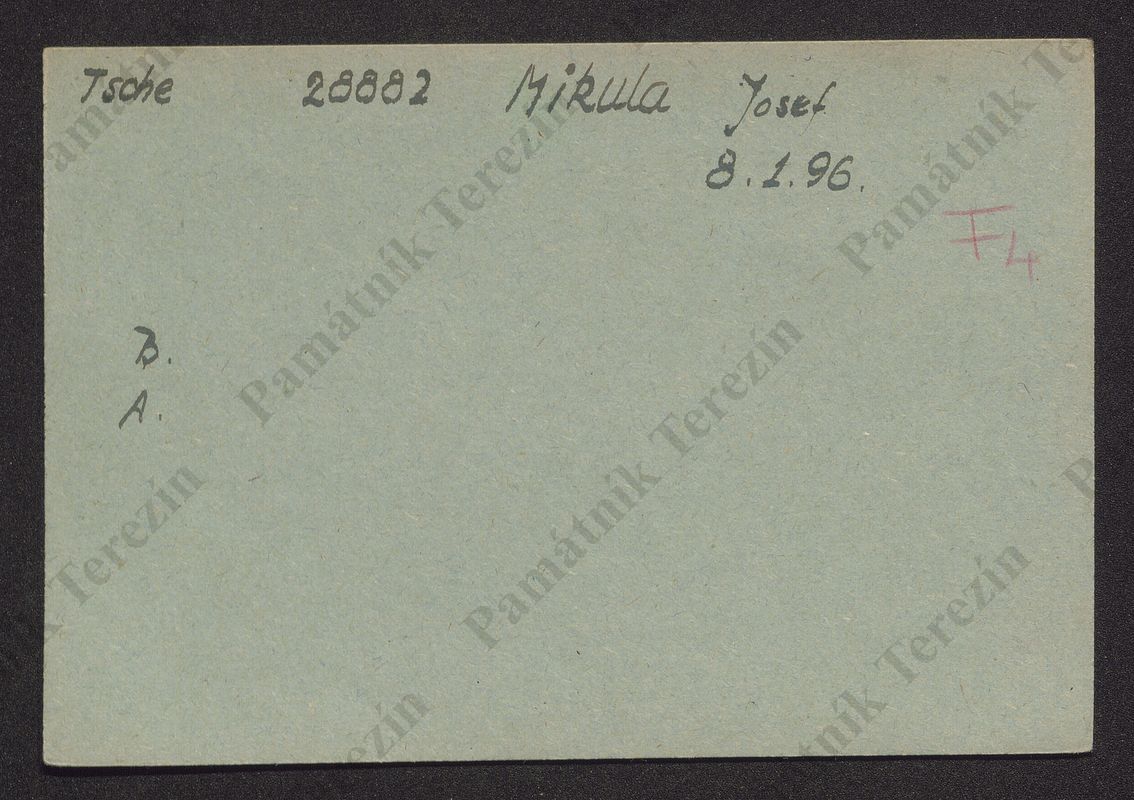 Tsche 28882 Mikula Josef
8.1.96.
F4
B.
A.
Památník Terezín